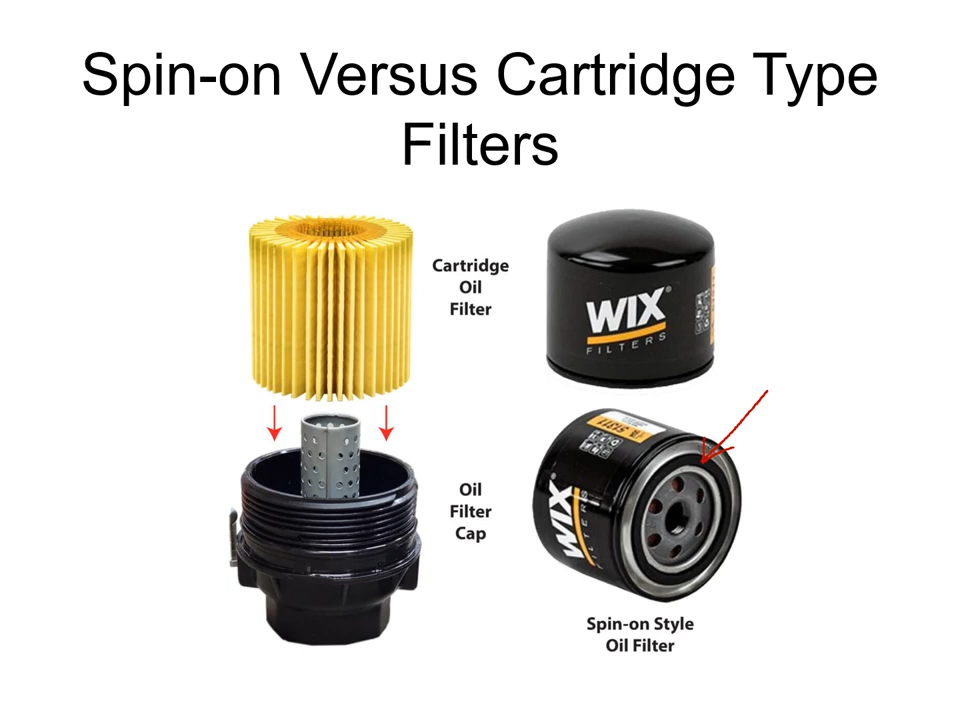 Spin-on Versus Cartridge Type
Filters
Cartridge
Oil
Filter
WIX®
FILTERS
51311
WIX®
FILTERS
Oil
Filter
Cap
Spin-on Style
Oil Filter